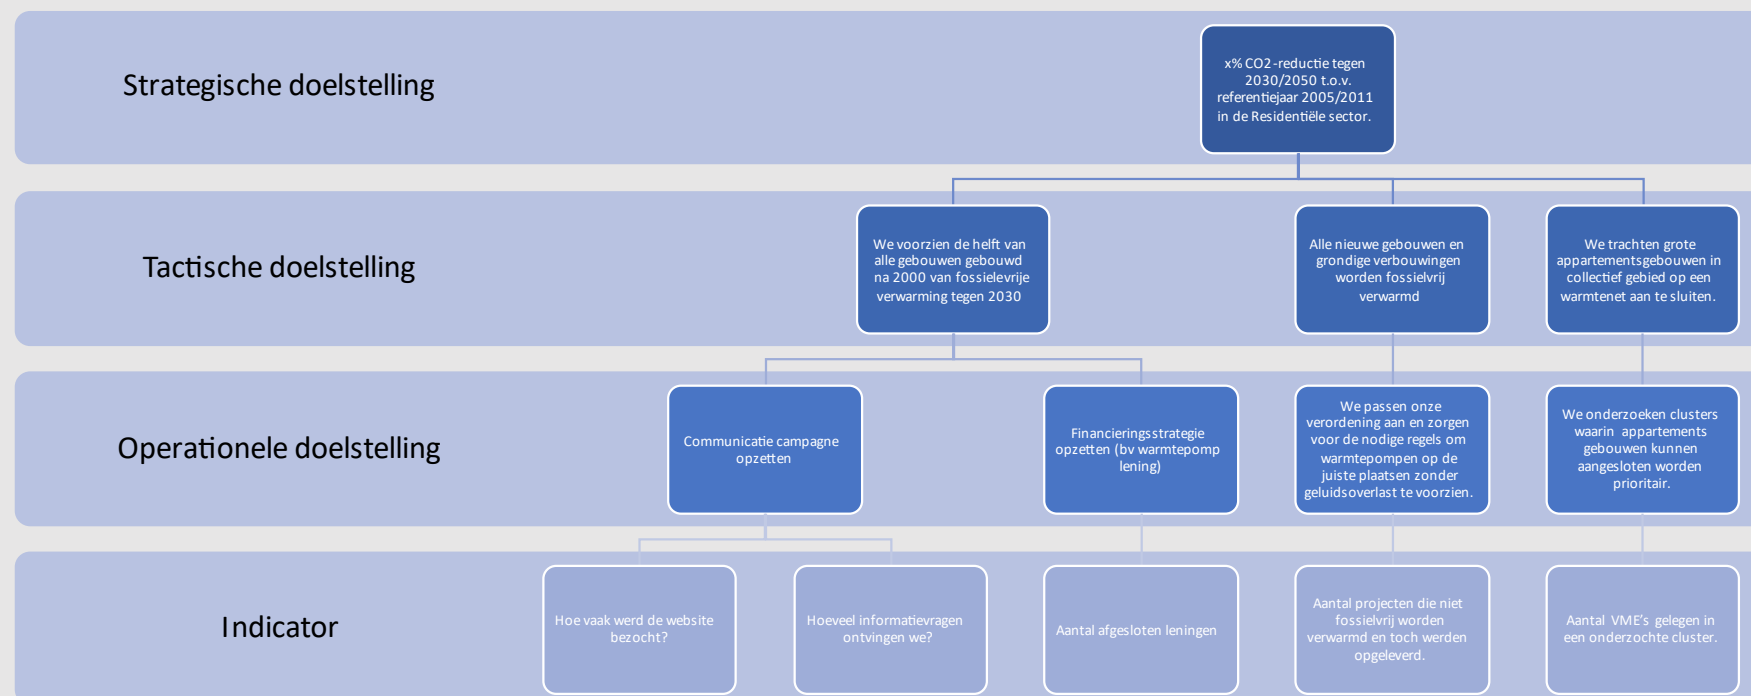 Strategische doelstelling
x% CO2-reductie tegen
2030/2050 t.o.v.
referentiejaar 2005/2011
in de Residentiële sector.
Tactische doelstelling
We voorzien de helft van
alle gebouwen gebouwd
na 2000 van fossielevrije
verwarming tegen 2030
Alle nieuwe gebouwen en
grondige verbouwingen
worden fossielvrij
verwarmd
We trachten grote
appartementsgebouwen in
collectief gebied op een
warmtenet aan te sluiten.
Operationele doelstelling
Communicatie campagne
opzetten
Financieringsstrategie
opzetten (bv warmtepomp
lening)
We passen onze
verordening aan en zorgen
voor de nodige regels om
warmtepompen op de
juiste plaatsen zonder
geluidsoverlast te voorzien.
We onderzoeken clusters
waarin appartements
gebouwen kunnen
aangesloten worden
prioritair.
Indicator
Hoe vaak werd de website
bezocht?
Hoeveel informatievragen
ontvingen we?
Aantal afgesloten leningen
Aantal projecten die niet
fossielvrij worden
verwarmd en toch werden
opgeleverd.
Aantal VME's gelegen in
een onderzochte cluster.